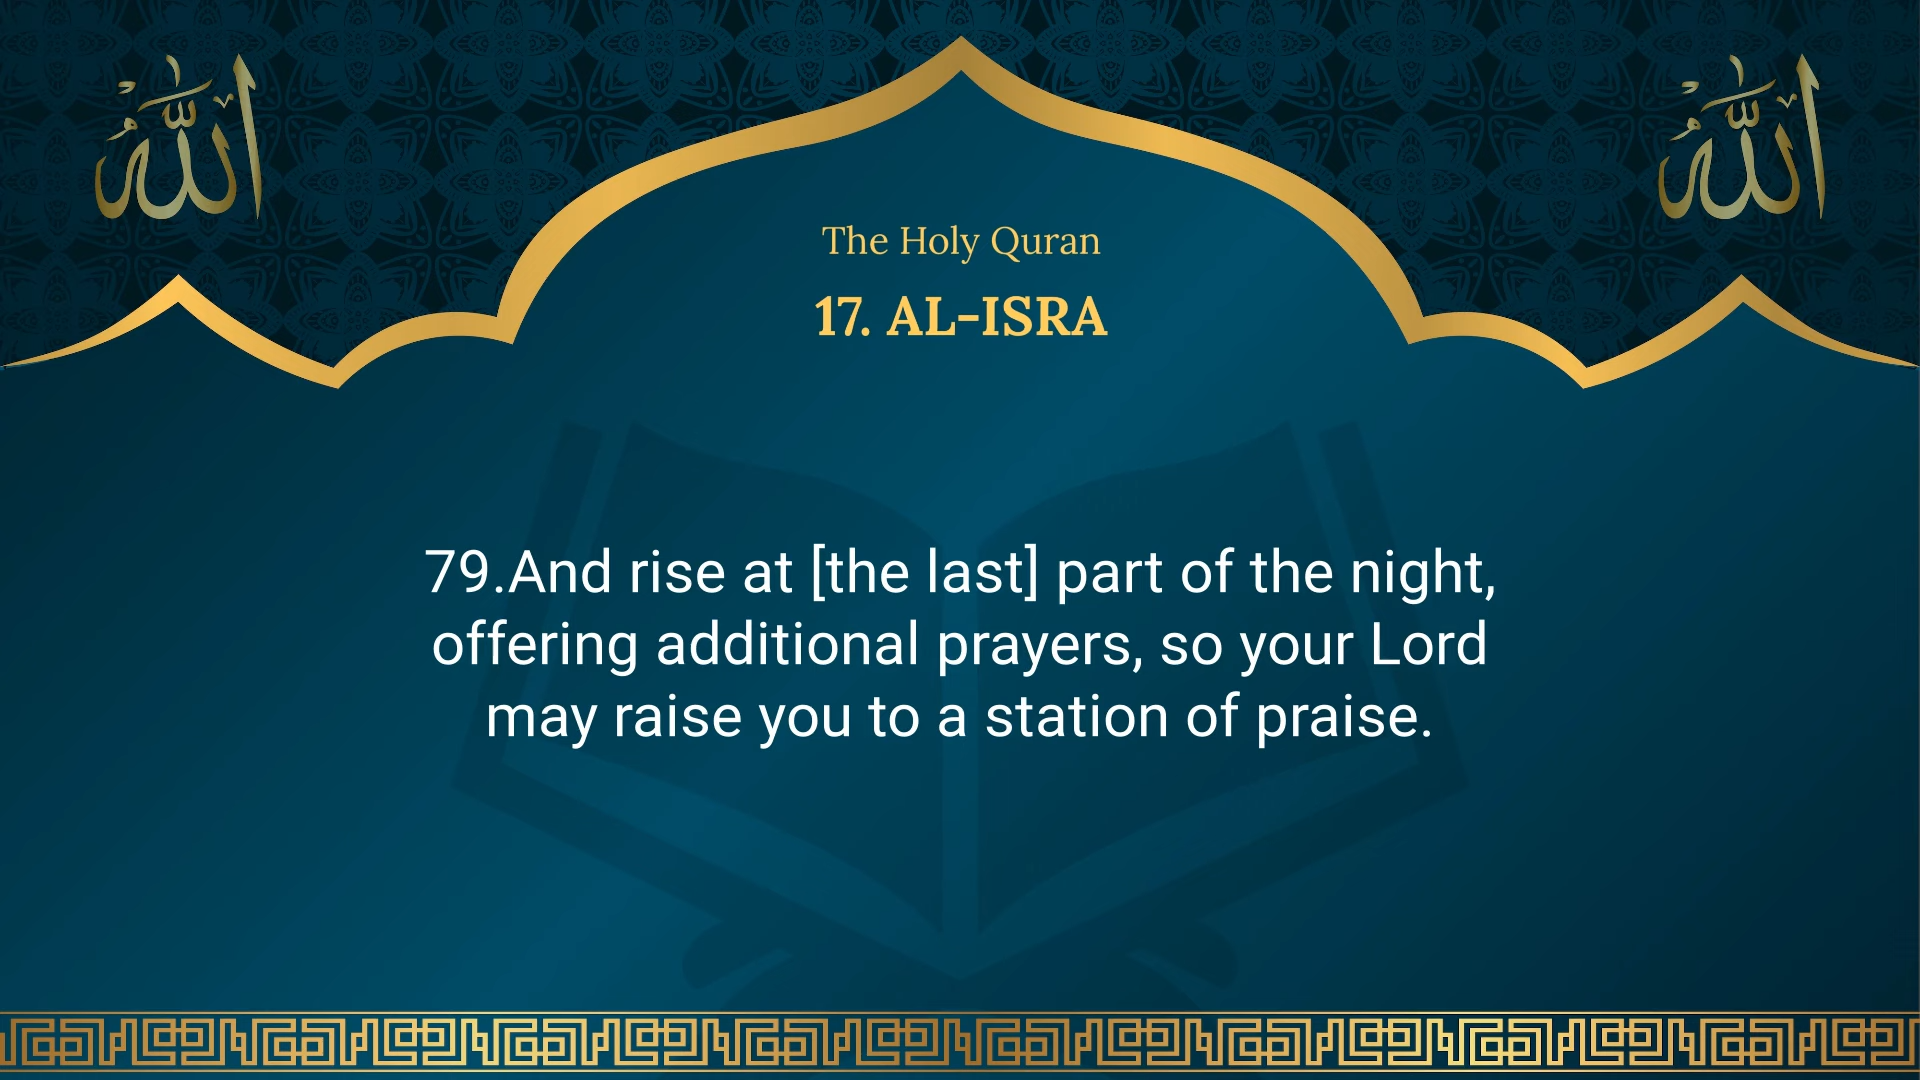 الله
الله
The Holy Quran
17. AL-ISRA
79.And rise at [the last] part of the night,
offering additional prayers, so your Lord
may raise you to a station of praise.